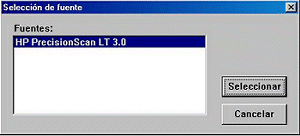 Selección de fuente
Fuentes:
HP PrecisionScan LT 3.0
Seleccionar
Cancelar